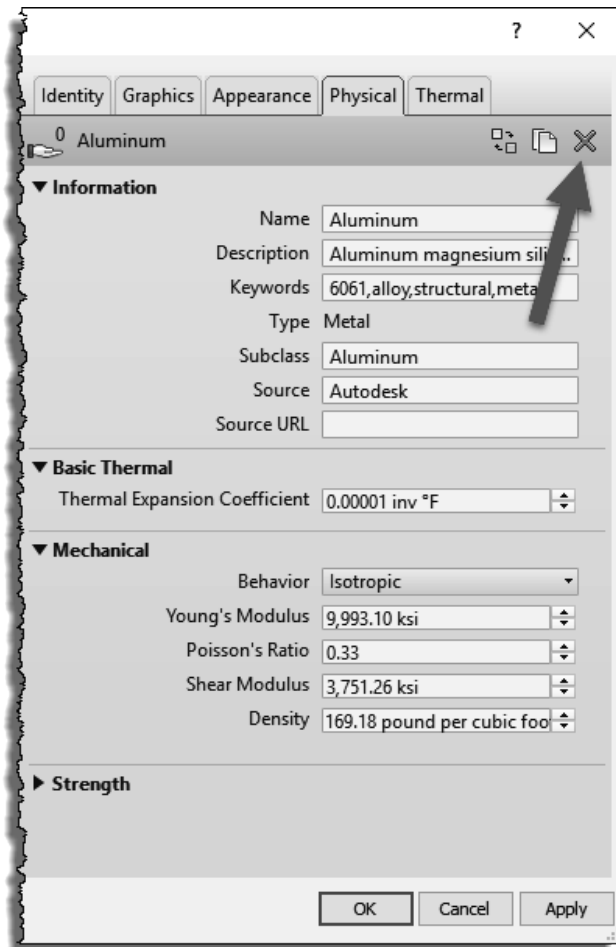 ?
Identity Graphics Appearance Physical Thermal
0 Aluminum
Information
Name Aluminum
Description Aluminum magnesium sili...
Keywords 6061,alloy,structural,meta
Type Metal
Subclass Aluminum
Source Autodesk
Source URL
Basic Thermal
Thermal Expansion Coefficient 0.00001 inv °F
Mechanical
Behavior Isotropic
Young's Modulus 9,993.10 ksi
Poisson's Ratio 0.33
Shear Modulus 3,751.26 ksi
Density 169.18 pound per cubic foo
Strength
OK Cancel Apply